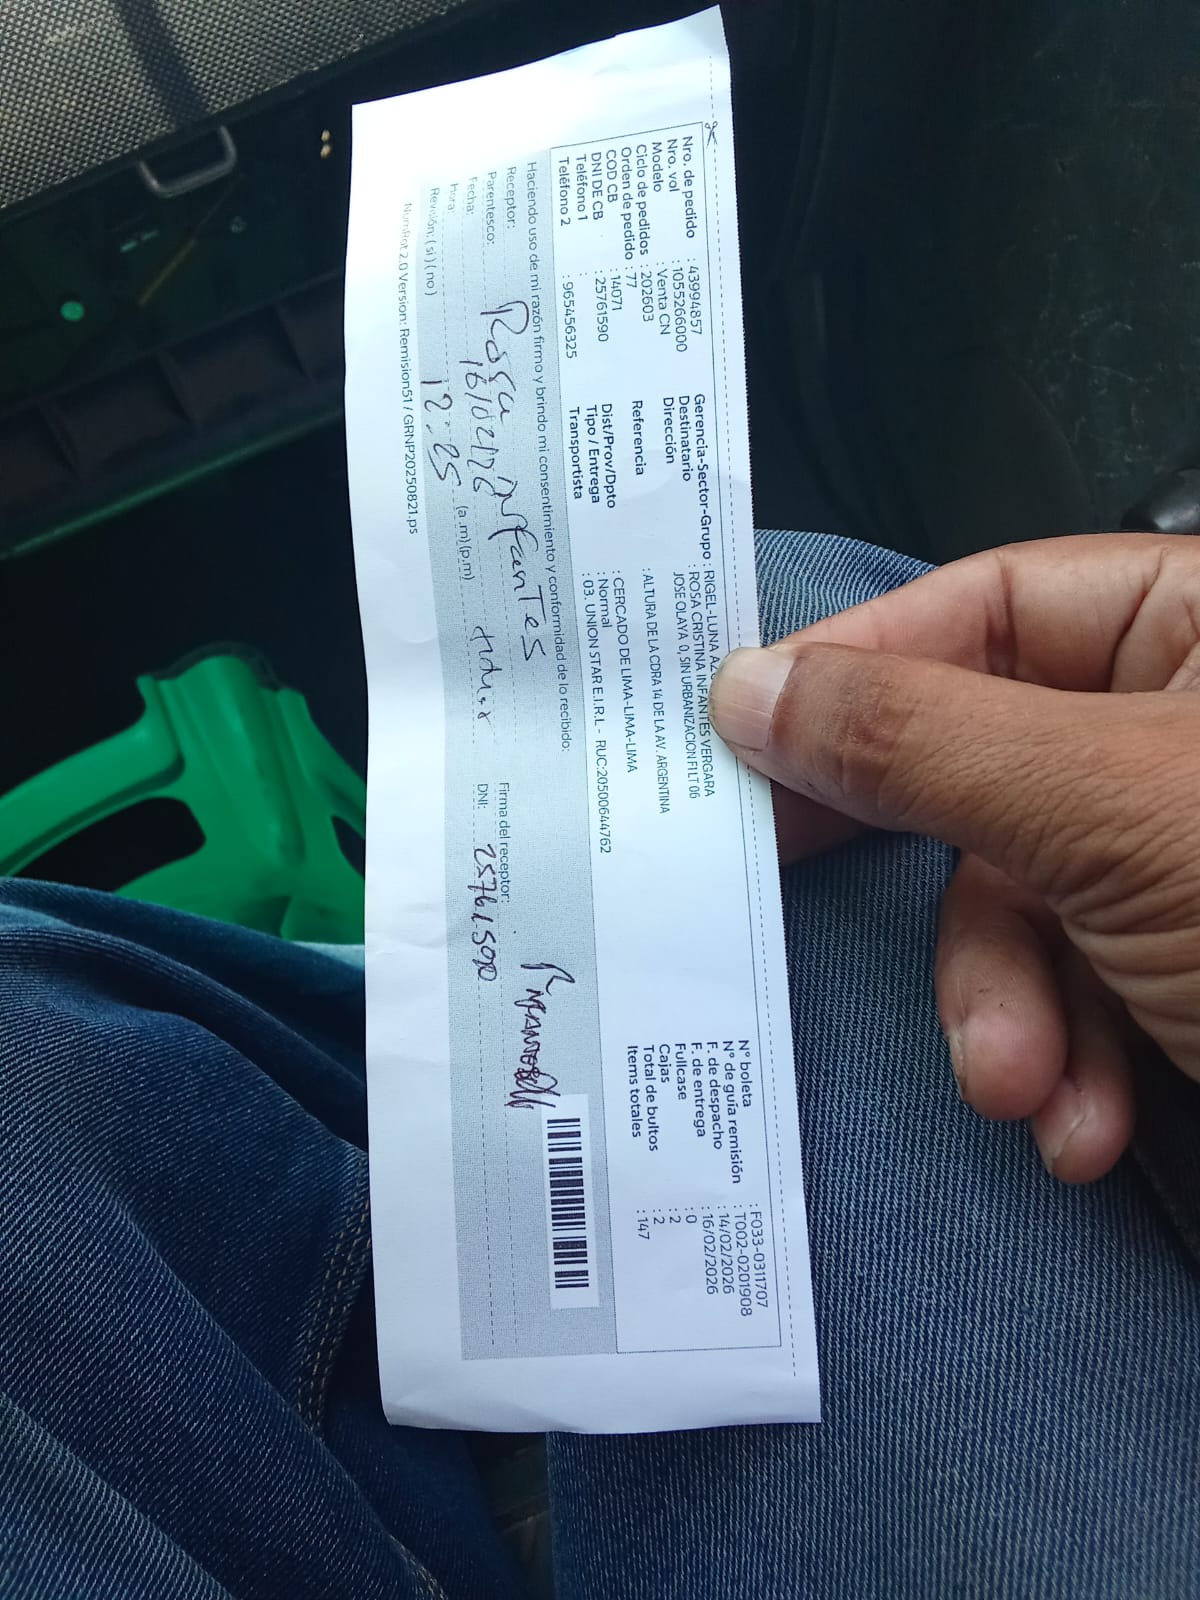 Nro. de pedido : 43994857
Nro. vol : 1055266000
Modelo : Venta CN
Ciclo de pedidos : 202603
Orden de pedido : 77
COD CB : 14071
DNI DE CB : 25761590
Teléfono 1 :
Teléfono 2 : 965456325
Gerencia-Sector-Grupo : RIGEL-LUNA
Destinatario : ROSA CRISTINA INFANTES VERGARA
Dirección JOSE OLAYA 0, SIN URBANIZACION FI LT 06
Referencia : ALTURA DE LA CDRA 14 DE LA AV. ARGENTINA
Dist/Prov/Dpto : CERCADO DE LIMA-LIMA-LIMA
Tipo / Entrega : Normal
Transportista : 03. UNION STAR E.I.R.L - RUC:20500644762
N° boleta : F033-0311707
N° de guía remisión : T002-0201908
F. de despacho : 14/02/2026
F. de entrega : 16/02/2026
Fullcase : 0
Cajas : 2
Total de bultos : 2
Items totales : 147
Haciendo uso de mi razón firmo y brindo mi consentimiento y conformidad de lo recibido:
Receptor: Rosa Infantes
Parentesco: titular
Fecha: 16/02/26
Hora: 12:25 (a.m) (p.m)
Revisión: ( si ) ( no )
Firma del receptor:
DNI: 25761590
NumRot 2.0 Version: Remision51 / GRNP20250821.ps